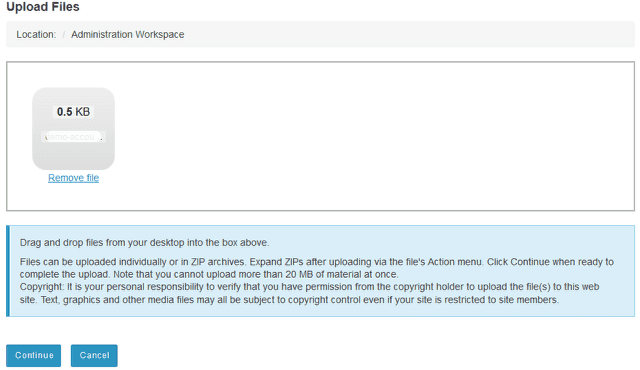 Upload Files
Location: / Administration Workspace
0.5 KB
Remove file
Drag and drop files from your desktop into the box above.
Files can be uploaded individually or in ZIP archives. Expand ZIPs after uploading via the file's Action menu. Click Continue when ready to
complete the upload. Note that you cannot upload more than 20 MB of material at once.
Copyright: It is your personal responsibility to verify that you have permission from the copyright holder to upload the file(s) to this web
site. Text, graphics and other media files may all be subject to copyright control even if your site is restricted to site members.
Continue Cancel